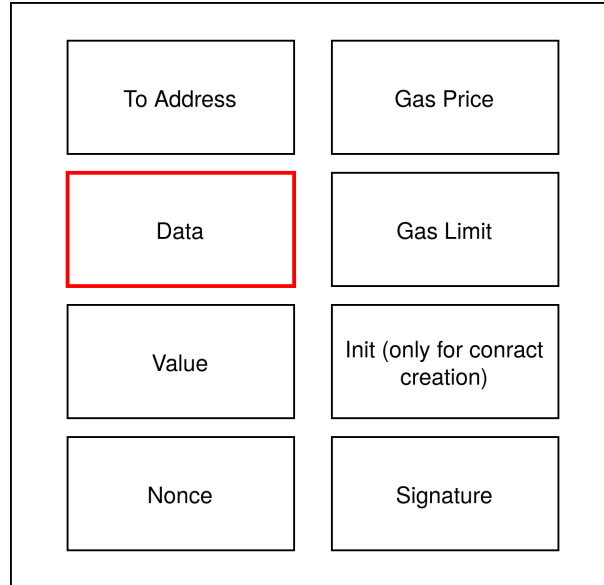 To Address
Gas Price
Data
Gas Limit
Value
Init (only for conract
creation)
Nonce
Signature